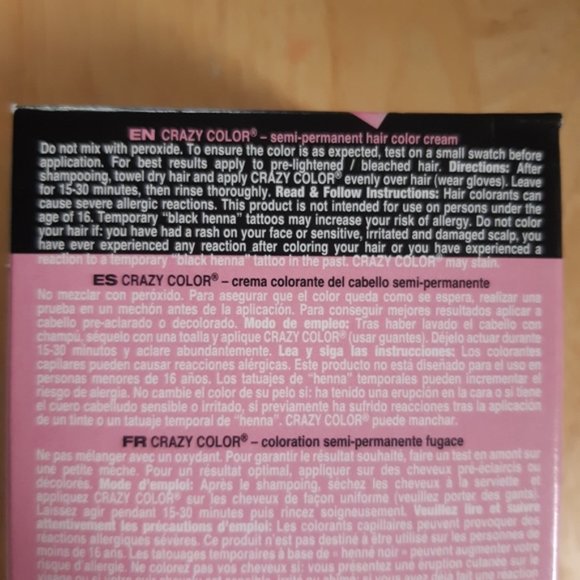 EN CRAZY COLOR® – semi-permanent hair color cream
Do not mix with peroxide. To ensure the color is as expected, test on a small swatch before
application. For best results apply to pre-lightened / bleached hair. Directions: After
shampooing, towel dry hair and apply CRAZY COLOR® evenly over hair (wear gloves). Leave
for 15-30 minutes, then rinse thoroughly. Read & Follow Instructions: Hair colorants can
cause severe allergic reactions. This product is not intended for use on persons under the
age of 16. Temporary "black henna" tattoos may increase your risk of allergy. Do not color
your hair if: you have had a rash on your face or sensitive, irritated and damaged scalp, you
have ever experienced any reaction after coloring your hair or you have experienced a
reaction to a temporary "black henna" tattoo in the past. CRAZY COLOR® may stain.
ES CRAZY COLOR® – crema colorante del cabello semi-permanente
No mezclar con peróxido. Para asegurar que el color queda como se espera, realizar una
prueba en un mechón antes de la aplicación. Para conseguir mejores resultados aplicar a
cabello pre-aclarado o decolorado. Modo de empleo: Tras haber lavado el cabello con
champú, séquelo con una toalla y aplique CRAZY COLOR® (usar guantes). Déjelo actuar durante
15-30 minutos y aclare abundantemente. Lea y siga las instrucciones: Los colorantes
capilares pueden causar reacciones alérgicas. Este producto no está diseñado para el uso en
personas menores de 16 años. Los tatuajes de "henna" temporales pueden incrementar el
riesgo de alergia. No cambie el color de su pelo si: ha tenido una erupción en la cara o si tiene
el cuero cabelludo sensible o irritado, si previamente ha sufrido reacciones tras la aplicación
de un tinte o un tatuaje temporal de "henna". CRAZY COLOR® puede manchar.
FR CRAZY COLOR® – coloration semi-permanente fugace
Ne pas mélanger avec un oxydant. Pour garantir le résultat souhaité, faire un test en amont sur
une petite mèche. Pour un résultat optimal, appliquer sur des cheveux pré-éclaircis ou
décolorés. Mode d'emploi: Après le shampoing, séchez les cheveux à la serviette et
appliquez CRAZY COLOR® sur les cheveux de façon uniforme (veuillez porter des gants).
Laissez agir pendant 15-30 minutes puis rincez soigneusement. Veuillez lire et suivre
attentivement les précautions d'emploi: Les colorants capillaires peuvent provoquer des
réactions allergiques sévères. Ce produit n'est pas destiné à être utilisé sur les personnes de
moins de 16 ans. Les tatouages temporaires à base de « henné noir » peuvent augmenter votre
risque d'allergie. Ne colorez pas vos cheveux si: vous présentez une éruption cutanée sur le